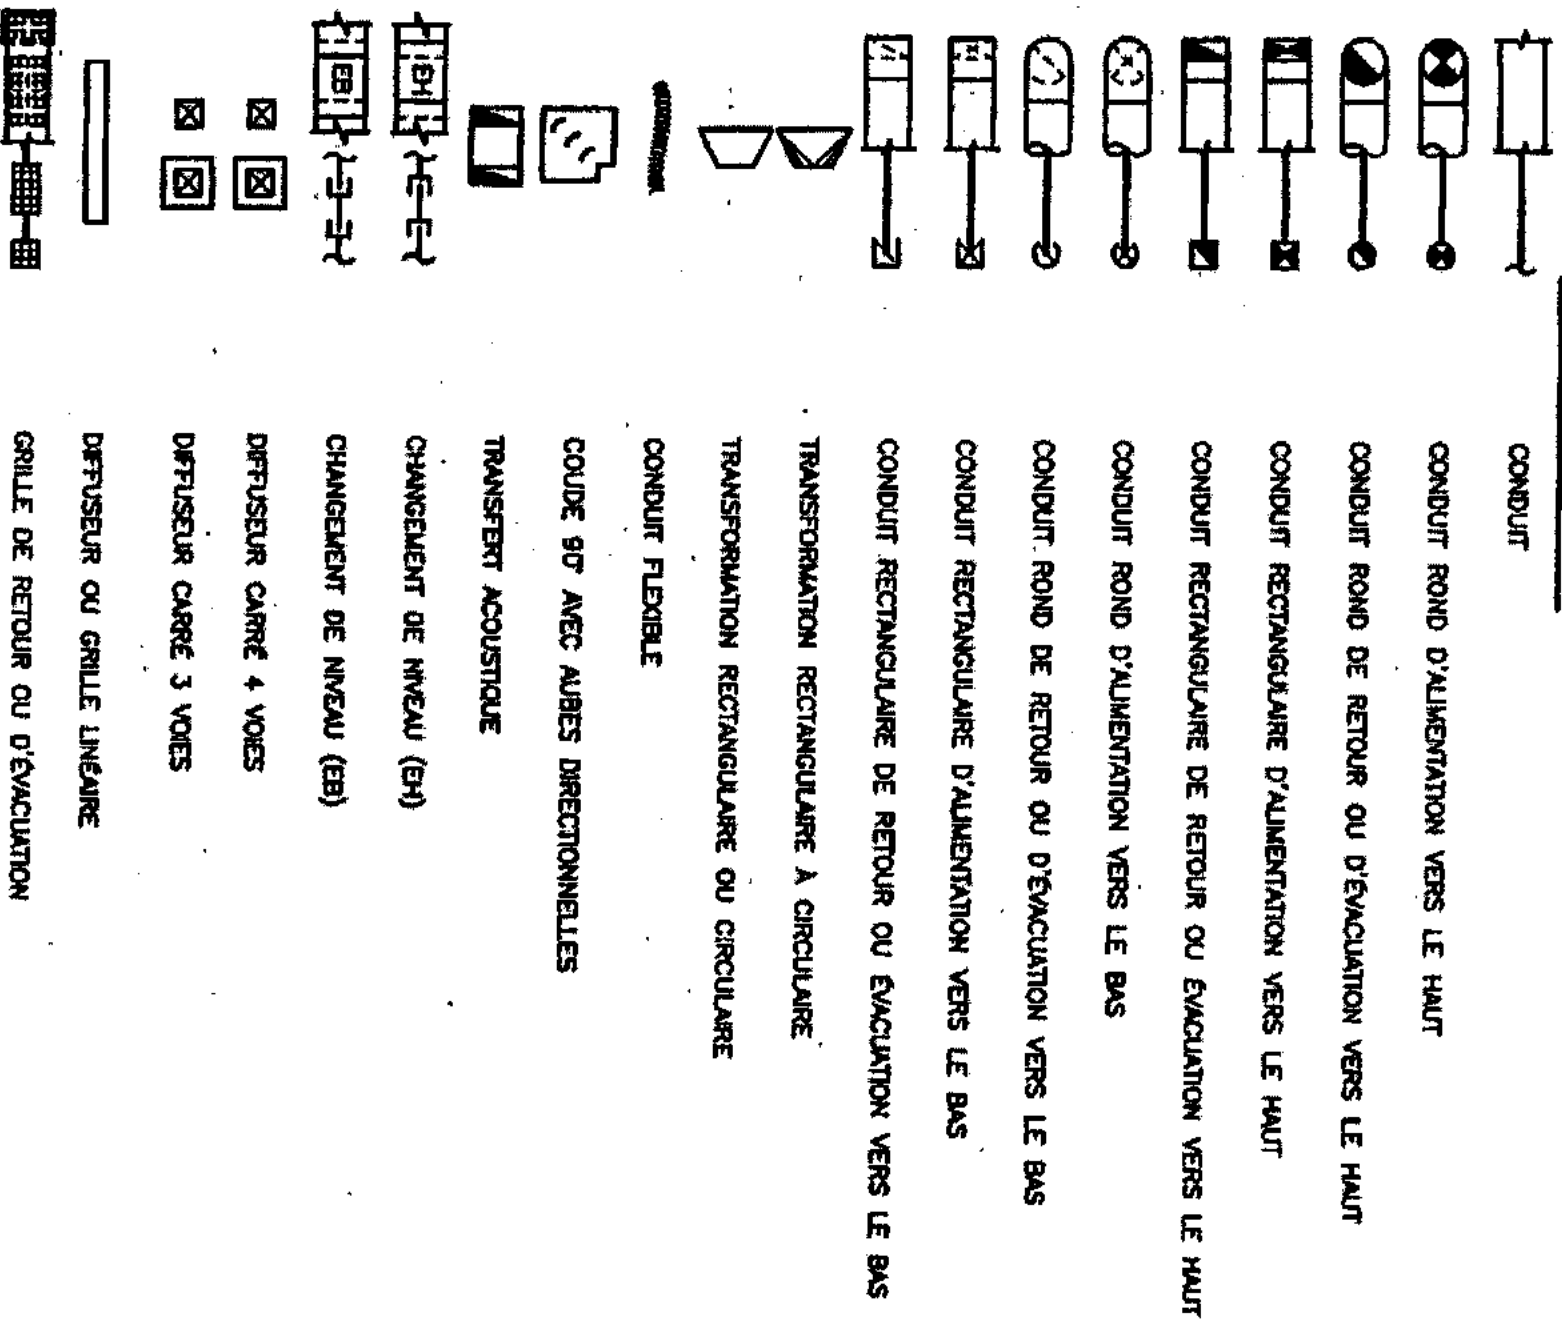 CONDUIT
CONDUIT ROND D'ALIMENTATION VERS LE HAUT
CONDUIT ROND DE RETOUR OU D'ÉVACUATION VERS LE HAUT
CONDUIT RECTANGULAIRE D'ALIMENTATION VERS LE HAUT
CONDUIT RECTANGULAIRE DE RETOUR OU ÉVACUATION VERS LE HAUT
CONDUIT ROND D'ALIMENTATION VERS LE BAS
CONDUIT ROND DE RETOUR OU D'ÉVACUATION VERS LE BAS
CONDUIT RECTANGULAIRE D'ALIMENTATION VERS LE BAS
CONDUIT RECTANGULAIRE DE RETOUR OU ÉVACUATION VERS LE BAS
TRANSFORMATION RECTANGULAIRE À CIRCULAIRE
TRANSFORMATION RECTANGULAIRE OU CIRCULAIRE
CONDUIT FLEXIBLE
COUDE 90° AVEC AUBES DIRECTIONNELLES
TRANSFERT ACOUSTIQUE
EH CHANGEMENT DE NIVEAU (EH)
EB CHANGEMENT DE NIVEAU (EB)
DIFFUSEUR CARRÉ 4 VOIES
DIFFUSEUR CARRÉ 3 VOIES
DIFFUSEUR OU GRILLE LINÉAIRE
GRILLE DE RETOUR OU D'ÉVACUATION